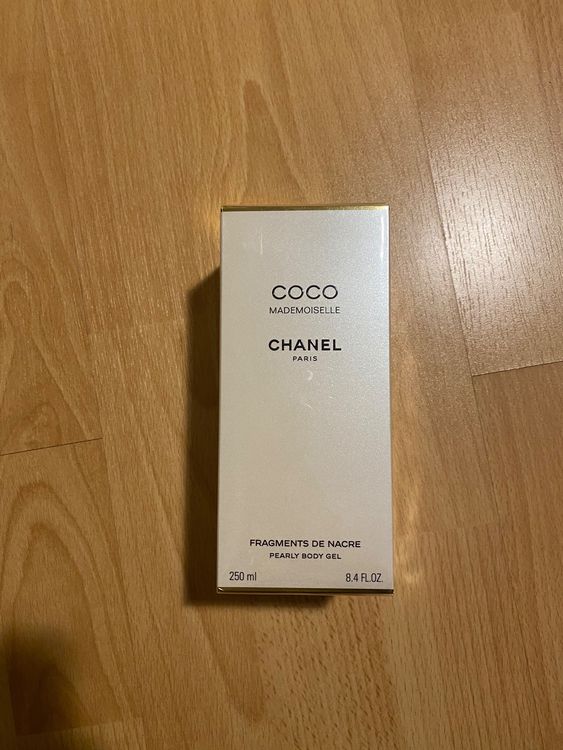 COCO
MADEMOISELLE
CHANEL
PARIS
FRAGMENTS DE NACRE
PEARLY BODY GEL
250 ml 8.4 FL.OZ.